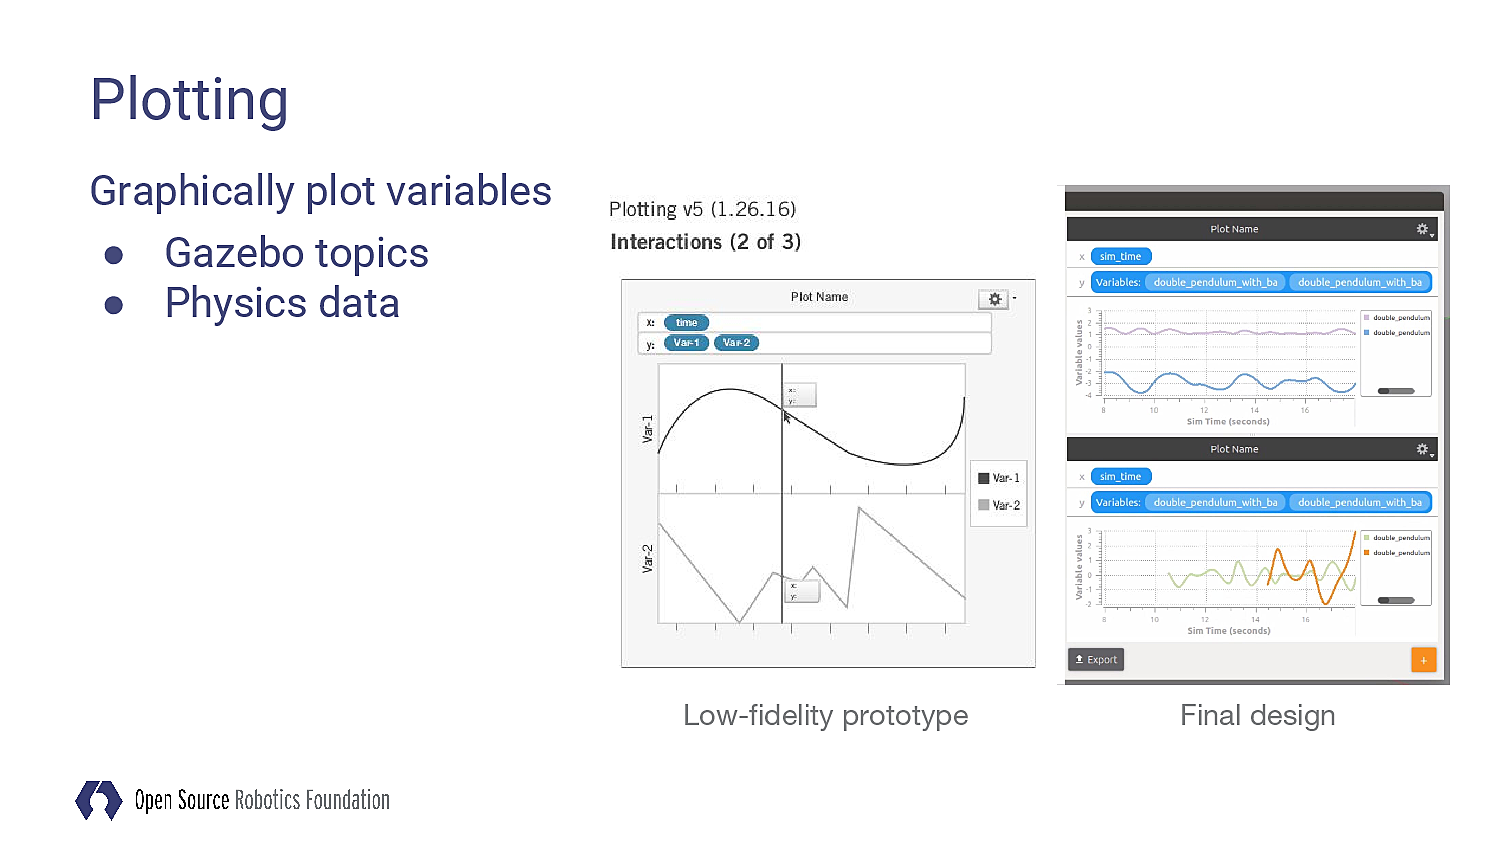 Plotting
Graphically plot variables
● Gazebo topics
● Physics data
Plotting v5 (1.26.16)
Interactions (2 of 3)
Plot Name
x: time
y: Var-1 Var-2
x:
y:
Var-1
Var-1
Var-2
Var-2
x:
y:
Low-fidelity prototype
Plot Name
x sim_time
y Variables: double_pendulum_with_ba double_pendulum_with_ba
3
2
1
0
-1
-2
-3
-4
Variable values
double_pendulum
double_pendulum
8 10 12 14 16
Sim Time (seconds)
Plot Name
x sim_time
y Variables: double_pendulum_with_ba double_pendulum_with_ba
3
2
1
0
-1
-2
Variable values
double_pendulum
double_pendulum
8 10 12 14 16
Sim Time (seconds)
Export +
Final design
Open Source Robotics Foundation